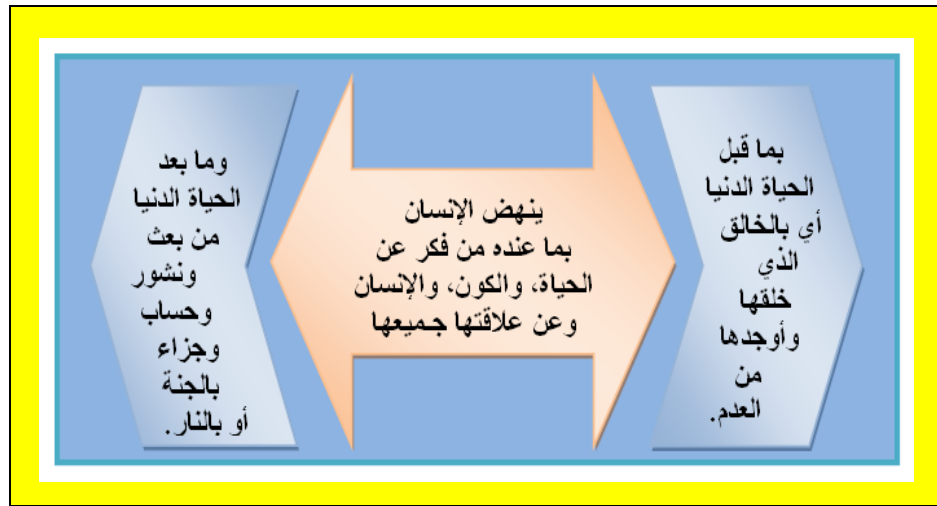 ينهض الإنسان
بما عنده من فكر عن
الحياة، والكون، والإنسان
وعن علاقتها جميعها
بما قبل
الحياة الدنيا
أي بالخالق
الذي
خلقها
وأوجدها
من
العدم.
وما بعد
الحياة الدنيا
من بعث
ونشور
وحساب
وجزاء
بالجنة
أو بالنار.